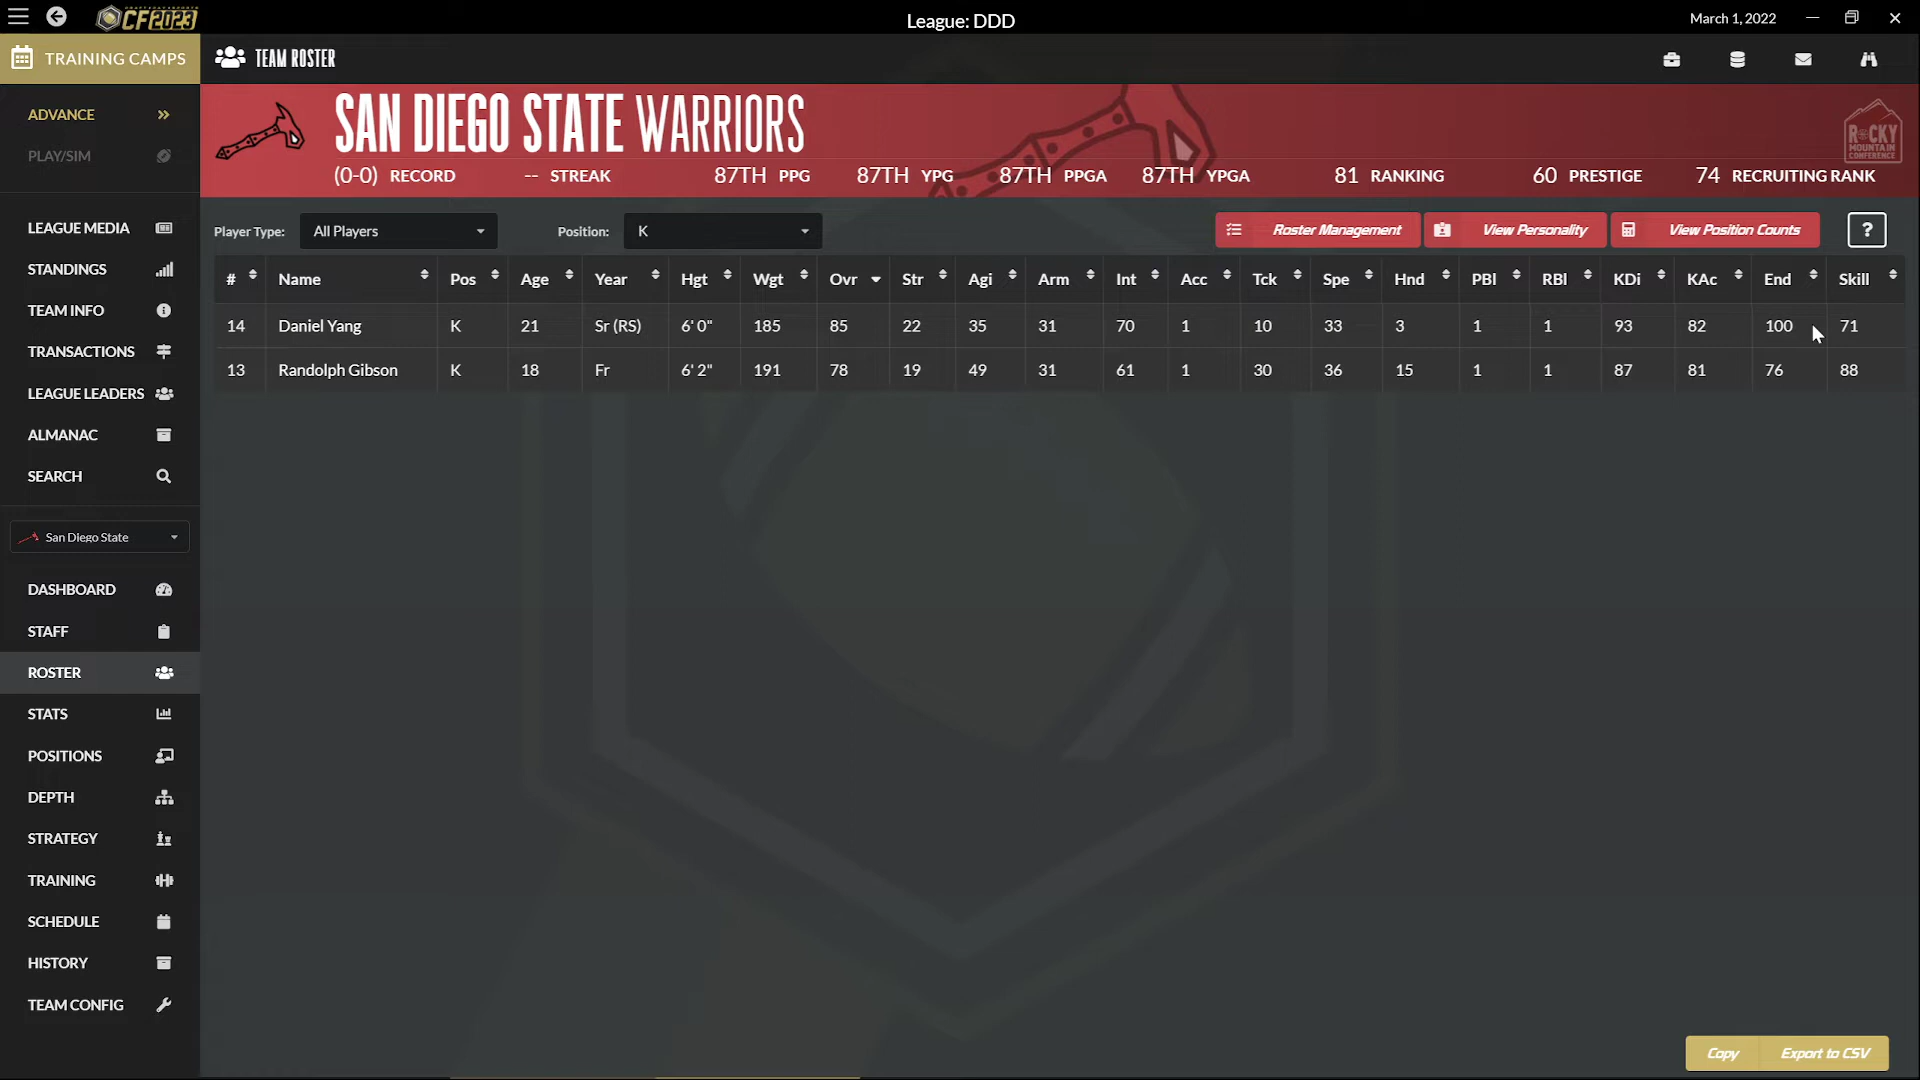 CF2023
League: DDD
March 1, 2022
TRAINING CAMPS
TEAM ROSTER
ADVANCE
PLAY/SIM
SAN DIEGO STATE WARRIORS
ROCKY
MOUNTAIN
CONFERENCE
(0-0) RECORD -- STREAK 87TH PPG 87TH YPG 87TH PPGA 87TH YPGA 81 RANKING 60 PRESTIGE 74 RECRUITING RANK
LEAGUE MEDIA
STANDINGS
TEAM INFO
TRANSACTIONS
LEAGUE LEADERS
ALMANAC
SEARCH
San Diego State
DASHBOARD
STAFF
ROSTER
STATS
POSITIONS
DEPTH
STRATEGY
TRAINING
SCHEDULE
HISTORY
TEAM CONFIG
Player Type: All Players Position: K Roster Management View Personality View Position Counts ?
# Name Pos Age Year Hgt Wgt Ovr Str Agi Arm Int Acc Tck Spe Hnd PBl RBl KDi KAc End Skill
14 Daniel Yang K 21 Sr (RS) 6' 0" 185 85 22 35 31 70 1 10 33 3 1 1 93 82 100 71
13 Randolph Gibson K 18 Fr 6' 2" 191 78 19 49 31 61 1 30 36 15 1 1 87 81 76 88
Copy Export to CSV